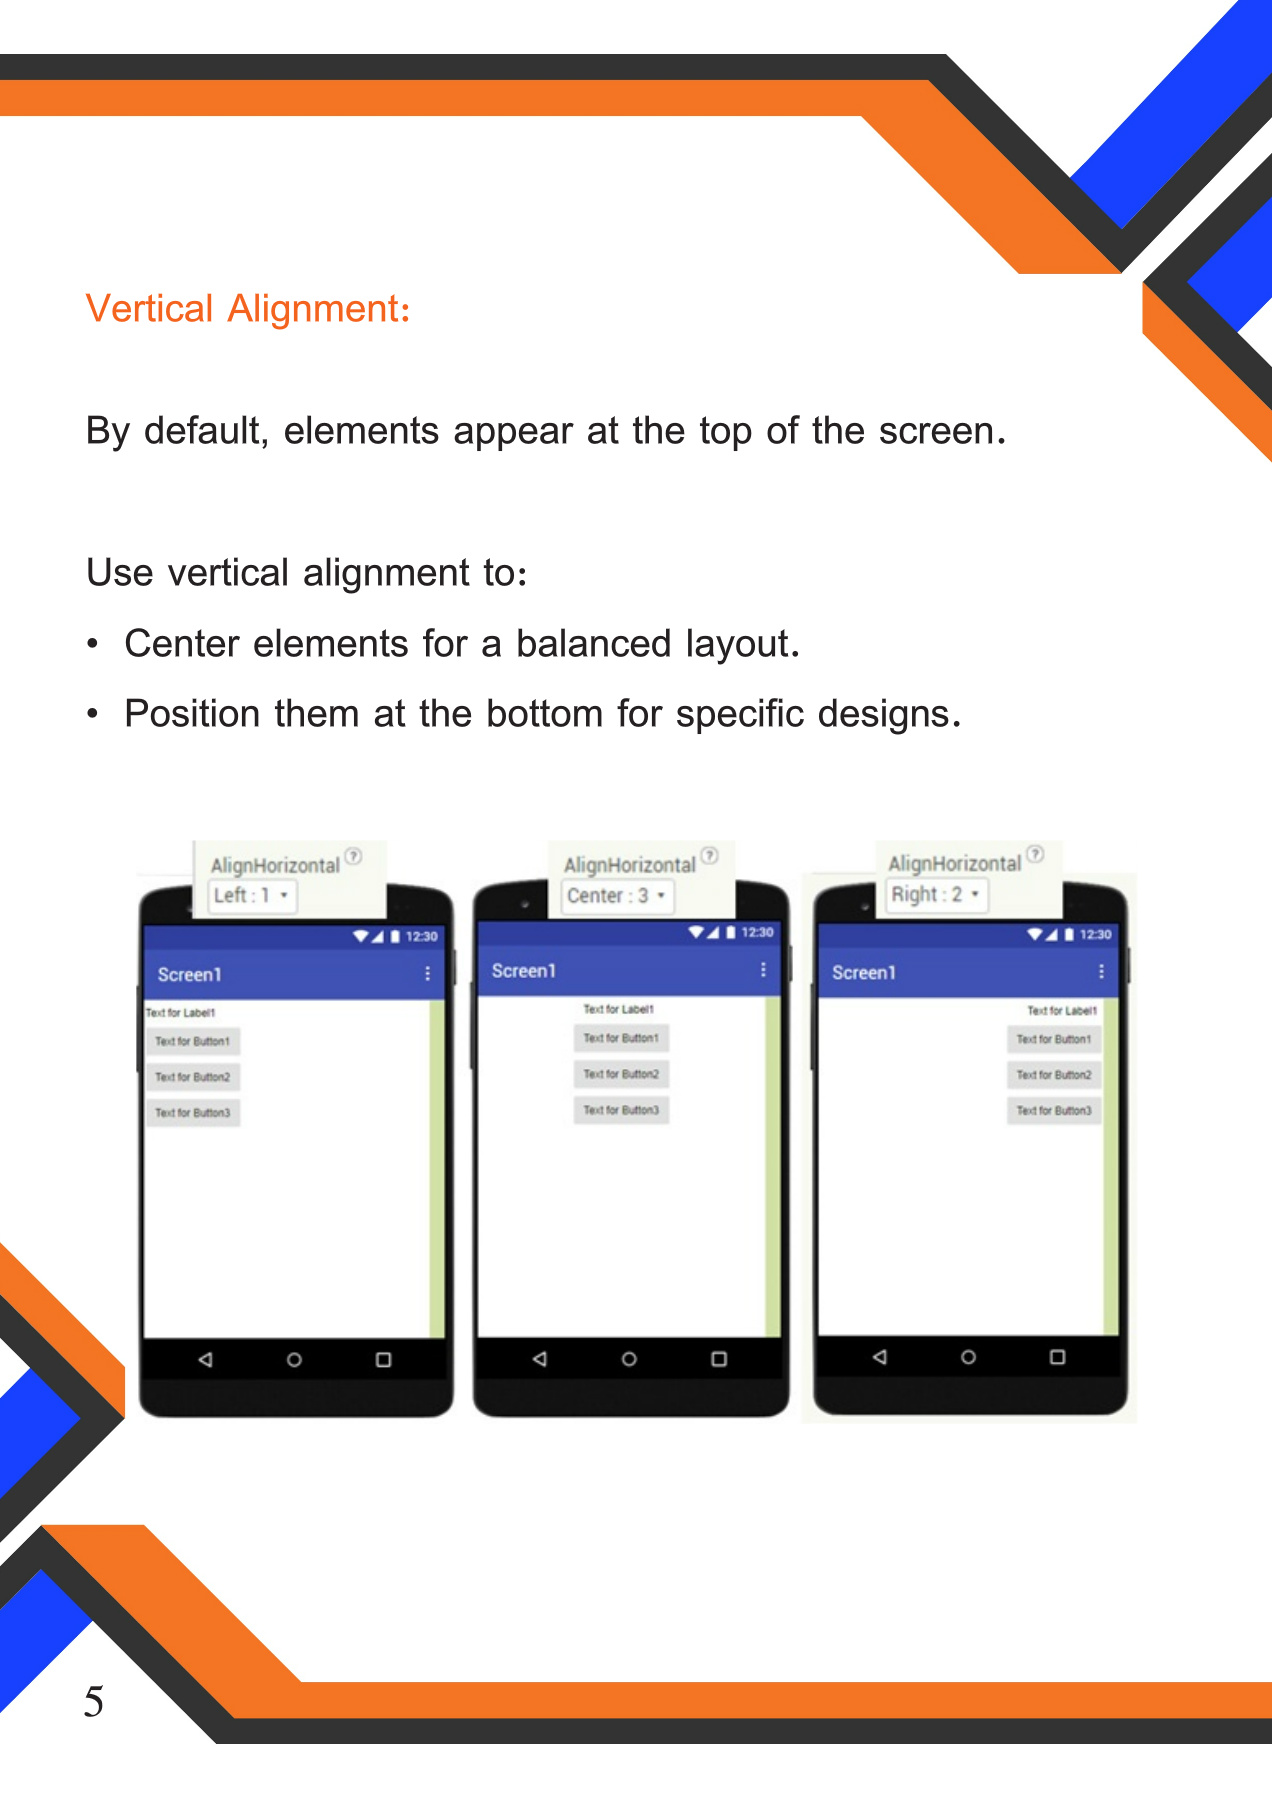 Vertical Alignment:
By default, elements appear at the top of the screen.
Use vertical alignment to:
• Center elements for a balanced layout.
• Position them at the bottom for specific designs.
AlignHorizontal ?
Left : 1
12:30
Screen1
Text for Label1
Text for Button1
Text for Button2
Text for Button3
AlignHorizontal ?
Center : 3
12:30
Screen1
Text for Label1
Text for Button1
Text for Button2
Text for Button3
AlignHorizontal ?
Right : 2
12:30
Screen1
Text for Label1
Text for Button1
Text for Button2
Text for Button3
5